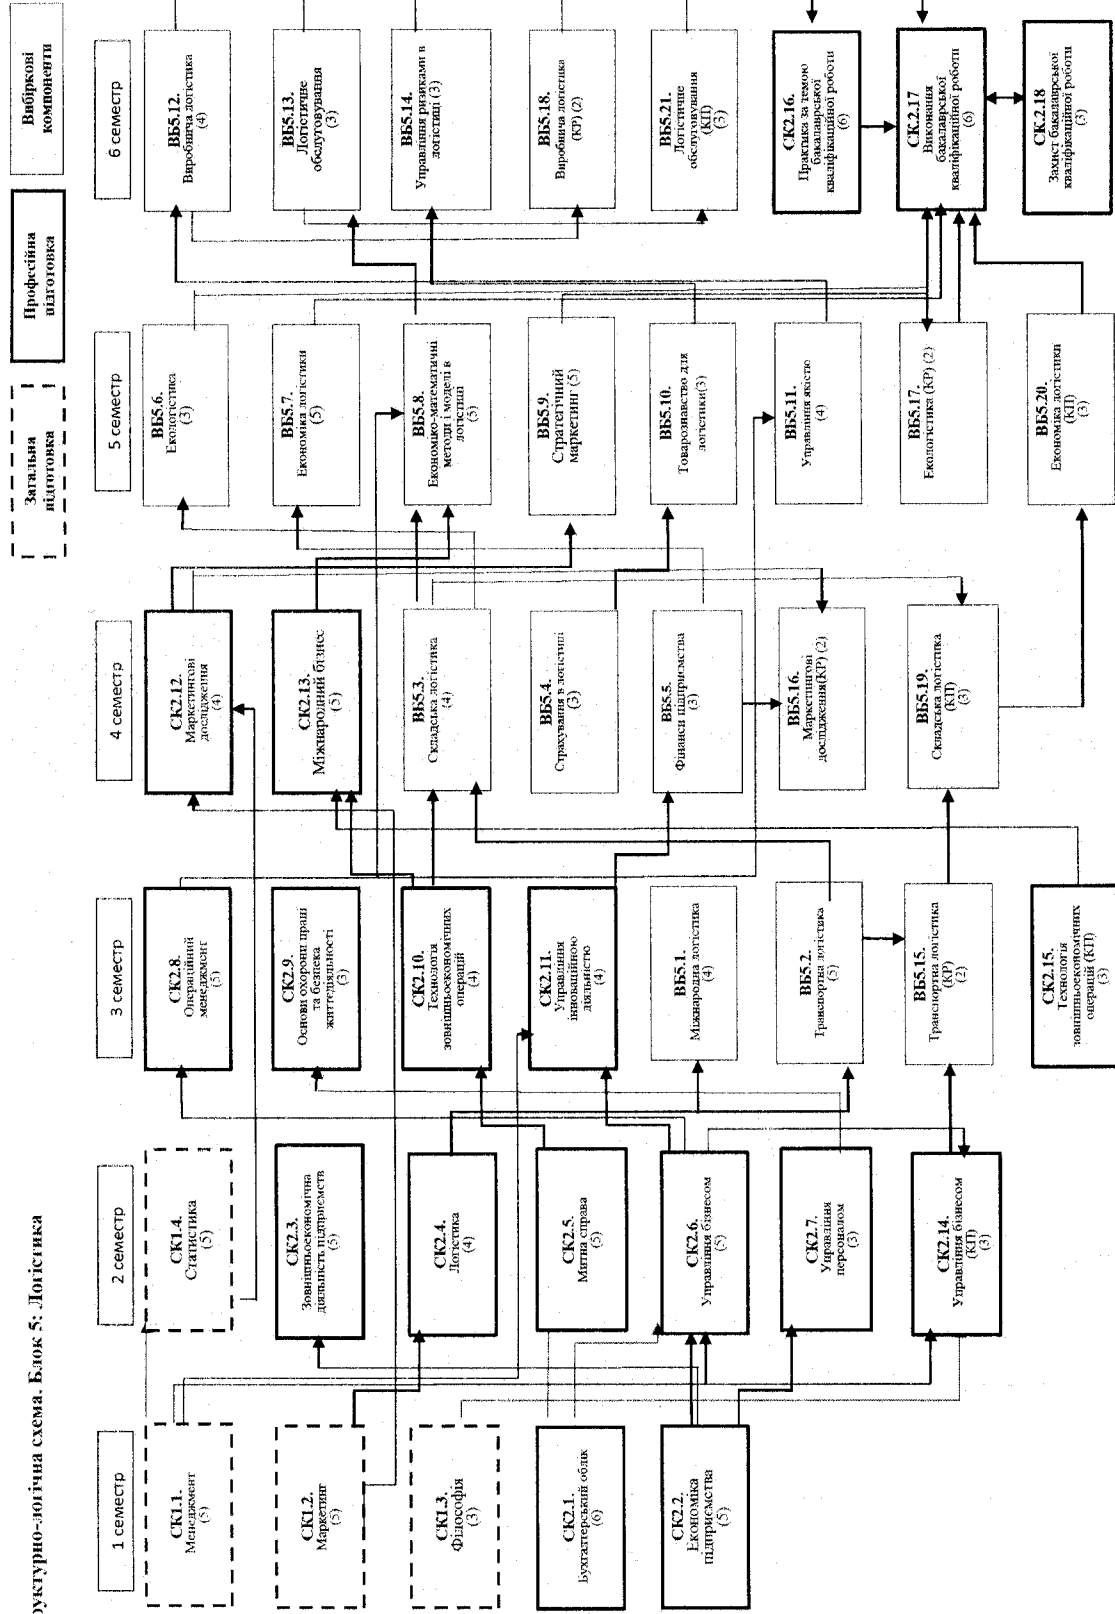 руктурно-логічна схема. Блок 5: Логістика
Загальна
підготовка
Професійна
підготовка
Вибіркові
компоненти
1 семестр
2 семестр
3 семестр
4 семестр
5 семестр
6 семестр
СК1.1.
Менеджмент
(5)
СК1.2.
Маркетинг
(5)
СК1.3.
Філософія
(3)
СК2.1.
Бухгалтерський облік
(6)
СК2.2.
Економіка
підприємства
(5)
СК1.4.
Статистика
(5)
СК2.3.
Зовнішньоекономічна
діяльність підприємств
(5)
СК2.4.
Логістика
(4)
СК2.5.
Митна справа
(5)
СК2.6.
Управління бізнесом
(5)
СК2.7.
Управління
персоналом
(3)
СК2.14.
Управління бізнесом
(КП)
(3)
СК2.8.
Операційний
менеджмент
(5)
СК2.9.
Основи охорони праці
та безпека
життєдіяльності
(3)
СК2.10.
Технологія
зовнішньоекономічних
операцій
(4)
СК2.11.
Управління
інноваційною
діяльністю
(4)
ВБ5.1.
Міжнародна логістика
(4)
ВБ5.2.
Транспортна логістика
(5)
ВБ5.15.
Транспортна логістика
(КР)
(2)
СК2.15.
Технологія
зовнішньоекономічних
операцій (КП)
(3)
СК2.12.
Маркетингові
дослідження
(4)
СК2.13.
Міжнародний бізнес
(5)
ВБ5.3.
Складська логістика
(4)
ВБ5.4.
Страхування в логістиці
(3)
ВБ5.5.
Фінанси підприємства
(3)
ВБ5.16.
Маркетингові
дослідження(КР) (2)
ВБ5.19.
Складська логістика
(КП)
(3)
ВБ5.6.
Екологістика
(3)
ВБ5.7.
Економіка логістики
(5)
ВБ5.8.
Економіко-математичні
методи і моделі в
логістиці
(5)
ВБ5.9.
Стратегічний
маркетинг (5)
ВБ5.10.
Товарознавство для
логістики(3)
ВБ5.11.
Управління якістю
(4)
ВБ5.17.
Екологістика (КР) (2)
ВБ5.20.
Економіка логістики
(КП)
(3)
ВБ5.12.
Виробнича логістика
(4)
ВБ5.13.
Логістичне
обслуговування
(3)
ВБ5.14.
Управління ризиками в
логістиці (3)
ВБ5.18.
Виробнича логістика
(КР) (2)
ВБ5.21.
Логістичне
обслуговування
(КП)
(3)
СК2.16.
Практика за темою
бакалаврської
кваліфікаційної роботи
(6)
СК.2.17
Виконання
бакалаврської
кваліфікаційної роботи
(6)
СК.2.18
Захист бакалаврської
кваліфікаційної роботи
(3)